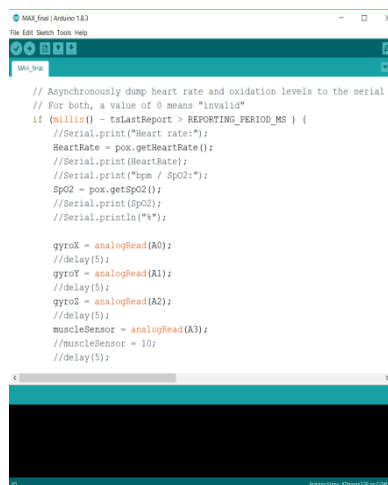 MAX_final | Arduino 1.8.3
File Edit Sketch Tools Help
MAX_final
// Asynchronously dump heart rate and oxidation levels to the serial
// For both, a value of 0 means "invalid"
if (millis() - tsLastReport > REPORTING_PERIOD_MS ) {
//Serial.print("Heart rate:");
HeartRate = pox.getHeartRate();
//Serial.print(HeartRate);
//Serial.print("bpm / SpO2:");
SpO2 = pox.getSpO2();
//Serial.print(SpO2);
//Serial.println("%");
gyroX = analogRead(A0);
//delay(5);
gyroY = analogRead(A1);
//delay(5);
gyroZ = analogRead(A2);
//delay(5);
muscleSensor = analogRead(A3);
//muscleSensor = 10;
//delay(5);